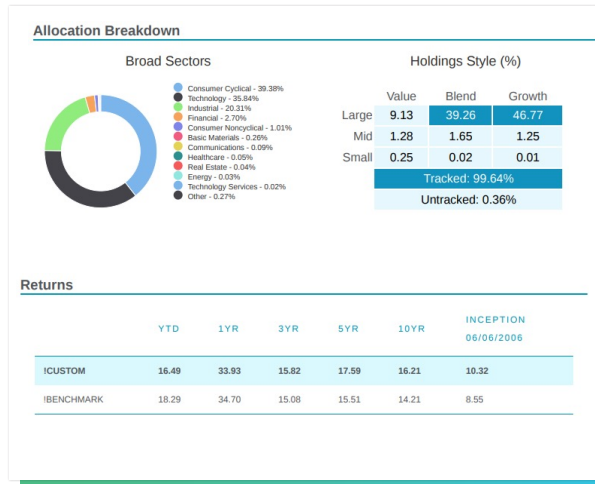 Allocation Breakdown
Broad Sectors
Consumer Cyclical - 39.38%
Technology - 35.84%
Industrial - 20.31%
Financial - 2.70%
Consumer Noncyclical - 1.01%
Basic Materials - 0.26%
Communications - 0.09%
Healthcare - 0.05%
Real Estate - 0.04%
Energy - 0.03%
Technology Services - 0.02%
Other - 0.27%
Holdings Style (%)
Value Blend Growth
Large 9.13 39.26 46.77
Mid 1.28 1.65 1.25
Small 0.25 0.02 0.01
Tracked: 99.64%
Untracked: 0.36%
Returns
YTD 1YR 3YR 5YR 10YR INCEPTION
06/06/2006
!CUSTOM 16.49 33.93 15.82 17.59 16.21 10.32
!BENCHMARK 18.29 34.70 15.08 15.51 14.21 8.55